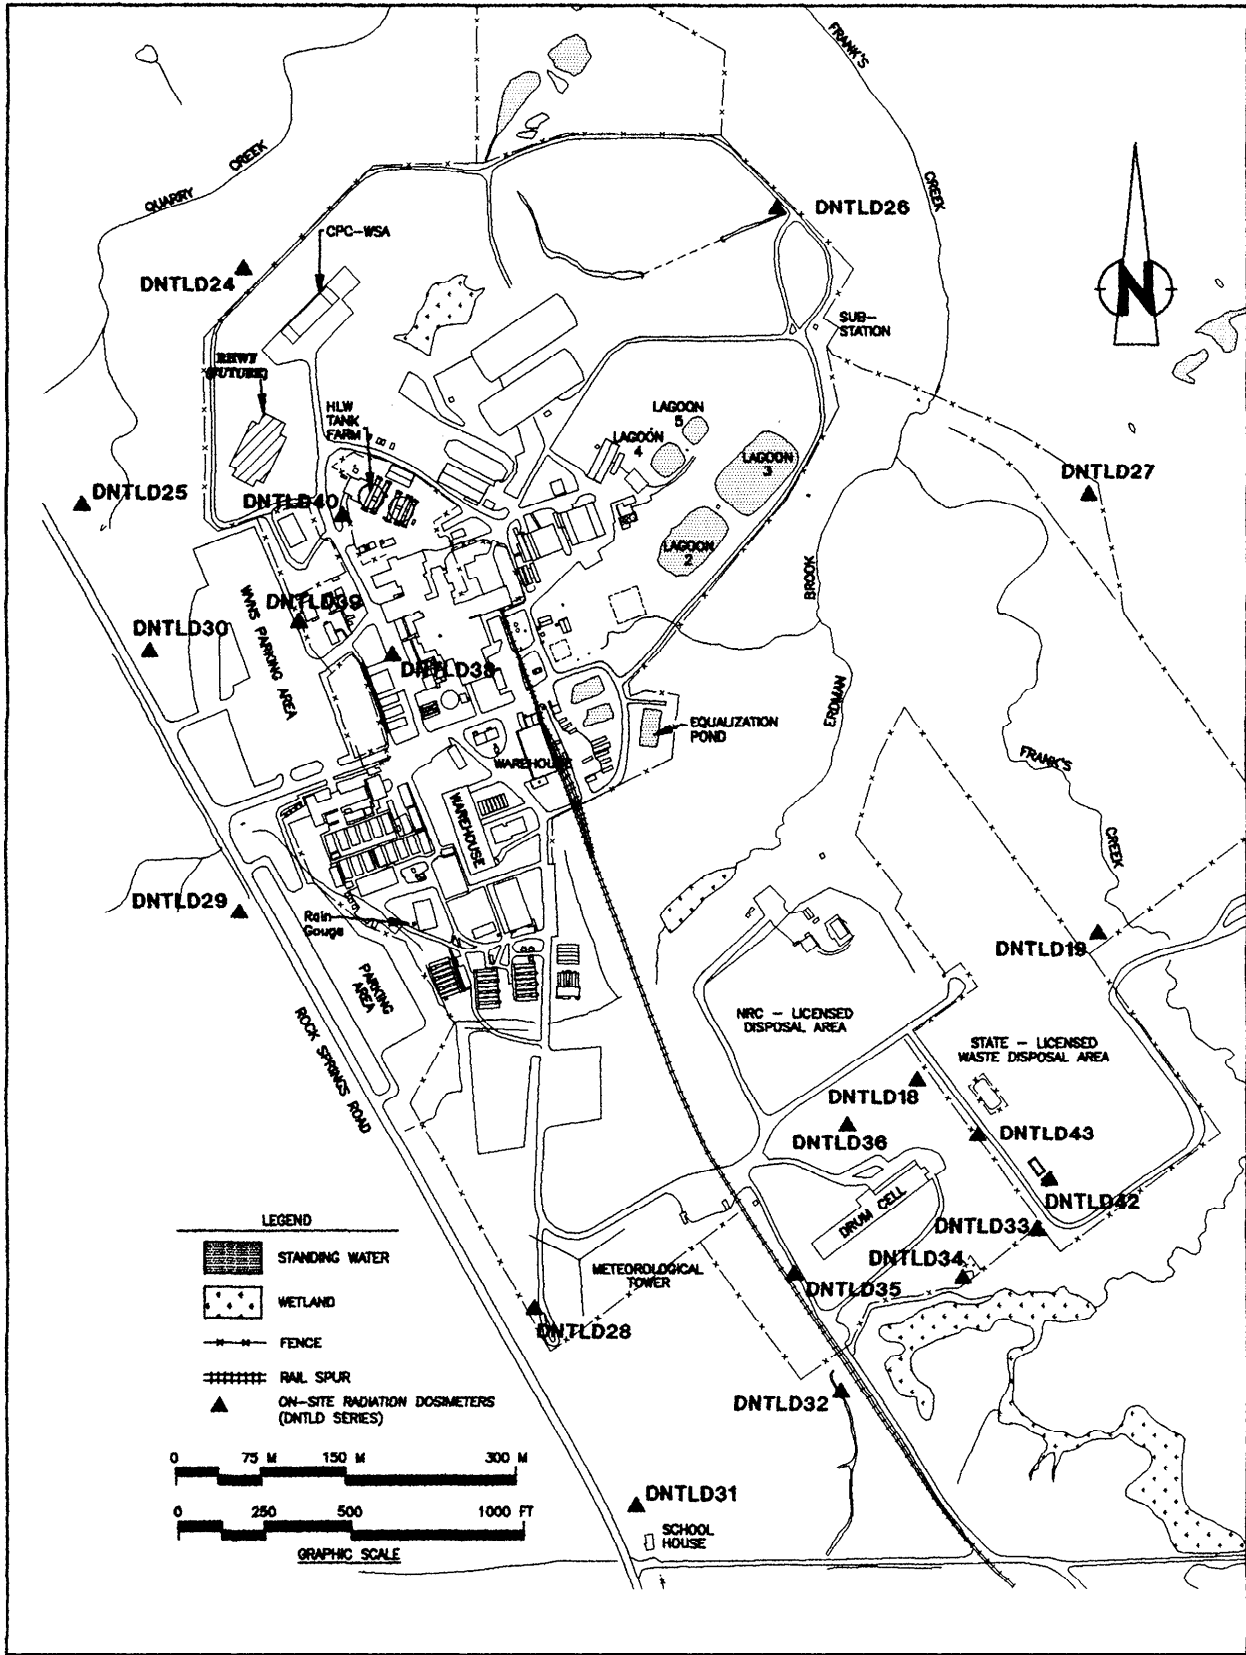 FRANK'S
CREEK
QUARRY
CREEK
CPC-WSA
DNTLD26
DNTLD24
N
SUB-
STATION
(FUTURE)
HLW
TANK
FARM
LAGOON
5
LAGOON
4
LAGOON
3
DNTLD27
DNTLD25
DNTLD40
LAGOON
2
BROOK
DNTLD39
DNTLD30
WVNS PARKING AREA
DNTLD38
ERDMAN
EQUALIZATION
POND
FRANK'S
CREEK
WAREHOUSE
WAREHOUSE
DNTLD29
Rain
Gauge
DNTLD19
PARKING
AREA
NRC - LICENSED
DISPOSAL AREA
ROCK SPRINGS ROAD
STATE - LICENSED
WASTE DISPOSAL AREA
DNTLD18
DNTLD36
DNTLD43
DNTLD42
DRUM CELL
DNTLD33
DNTLD34
METEOROLOGICAL
TOWER
DNTLD35
DNTLD28
DNTLD32
LEGEND
STANDING WATER
WETLAND
FENCE
RAIL SPUR
ON-SITE RADIATION DOSIMETERS
(DNTLD SERIES)
0 75 M 150 M 300 M
0 250 500 1000 FT
GRAPHIC SCALE
DNTLD31
SCHOOL
HOUSE